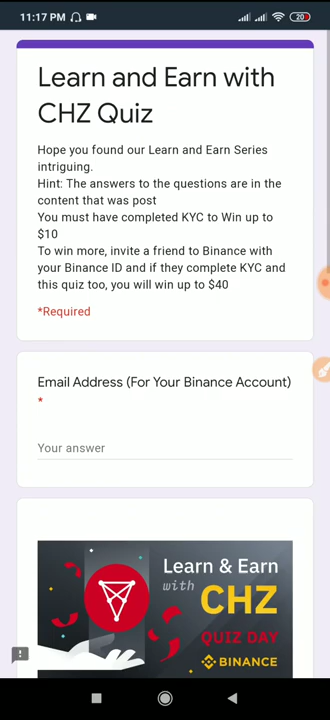 11:17 PM
20
Learn and Earn with
CHZ Quiz
Hope you found our Learn and Earn Series
intriguing.
Hint: The answers to the questions are in the
content that was post
You must have completed KYC to Win up to
$10
To win more, invite a friend to Binance with
your Binance ID and if they complete KYC and
this quiz too, you will win up to $40
*Required
Email Address (For Your Binance Account)
*
Your answer
Learn & Earn
with CHZ
QUIZ DAY
BINANCE